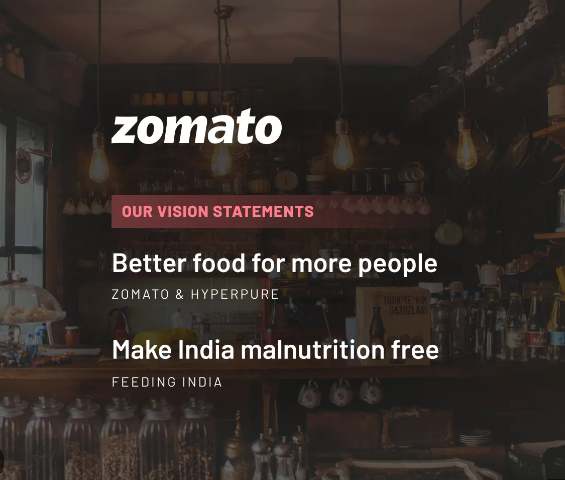 zomato
OUR VISION STATEMENTS
Better food for more people
ZOMATO & HYPERPURE
Make India malnutrition free
FEEDING INDIA